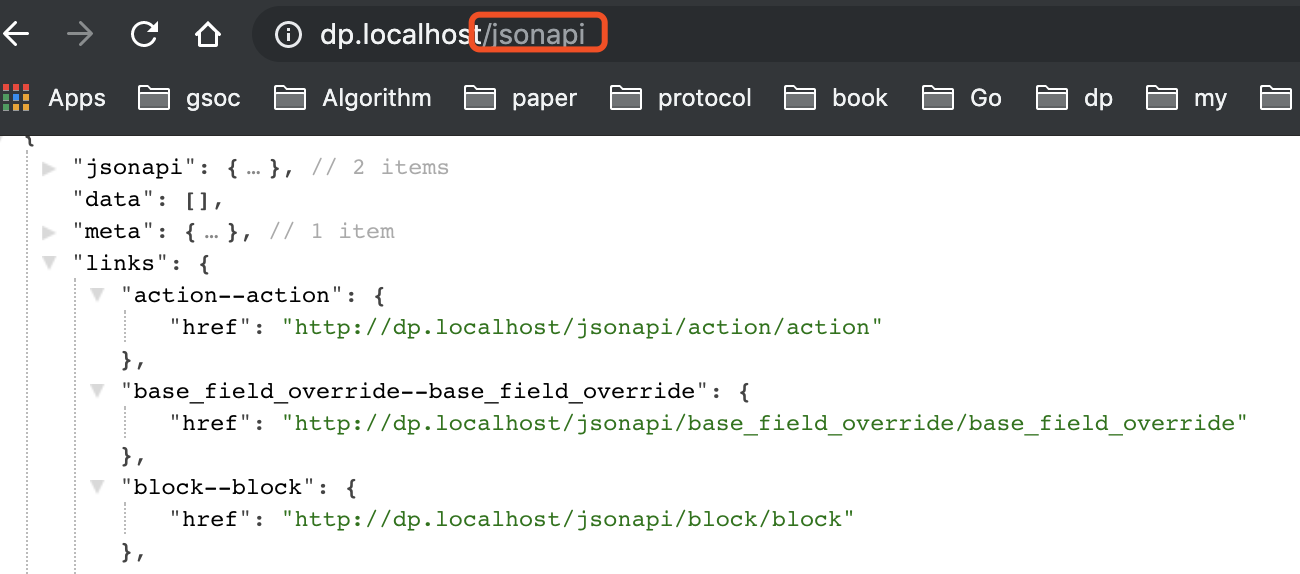 dp.localhost/jsonapi
Apps gsoc Algorithm paper protocol book Go dp my
{
"jsonapi": { … }, // 2 items
"data": [],
"meta": { … }, // 1 item
"links": {
"action--action": {
"href": "http://dp.localhost/jsonapi/action/action"
},
"base_field_override--base_field_override": {
"href": "http://dp.localhost/jsonapi/base_field_override/base_field_override"
},
"block--block": {
"href": "http://dp.localhost/jsonapi/block/block"
},